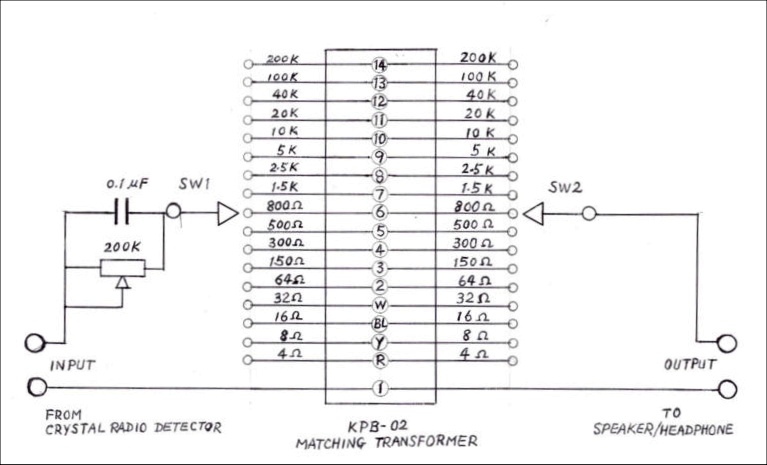 200K 14 200K
100K 13 100K
40K 12 40K
20K 11 20K
10K 10 10K
5K 9 5K
2.5K 8 2.5K
1.5K 7 1.5K
0.1µF SW1 800Ω 6 800Ω SW2
500Ω 5 500Ω
200K 300Ω 4 300Ω
150Ω 3 150Ω
64Ω 2 64Ω
32Ω W 32Ω
16Ω BL 16Ω
8Ω Y 8Ω
INPUT 4Ω R 4Ω OUTPUT
1
FROM
CRYSTAL RADIO DETECTOR
KPB-02
MATCHING TRANSFORMER
TO
SPEAKER/HEADPHONE